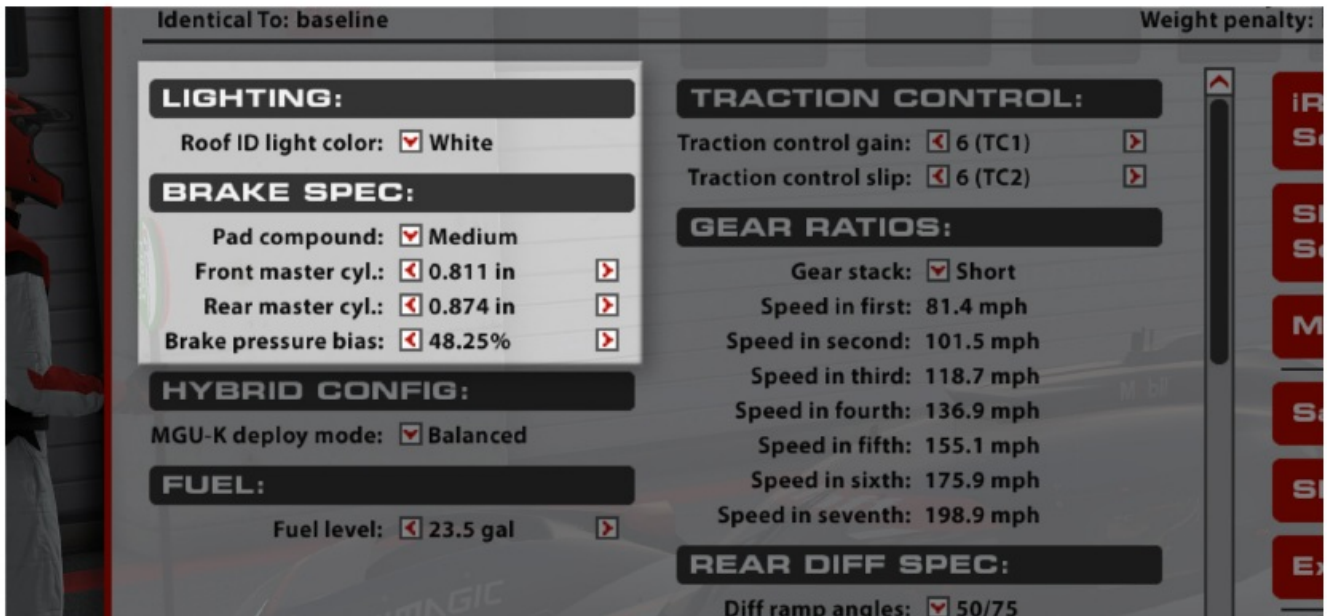 Identical To: baseline
Weight penalty:
LIGHTING:
Roof ID light color: White
BRAKE SPEC:
Pad compound: Medium
Front master cyl.: 0.811 in
Rear master cyl.: 0.874 in
Brake pressure bias: 48.25%
HYBRID CONFIG:
MGU-K deploy mode: Balanced
FUEL:
Fuel level: 23.5 gal
TRACTION CONTROL:
Traction control gain: 6 (TC1)
Traction control slip: 6 (TC2)
GEAR RATIOS:
Gear stack: Short
Speed in first: 81.4 mph
Speed in second: 101.5 mph
Speed in third: 118.7 mph
Speed in fourth: 136.9 mph
Speed in fifth: 155.1 mph
Speed in sixth: 175.9 mph
Speed in seventh: 198.9 mph
REAR DIFF SPEC:
Diff ramp angles: 50/75